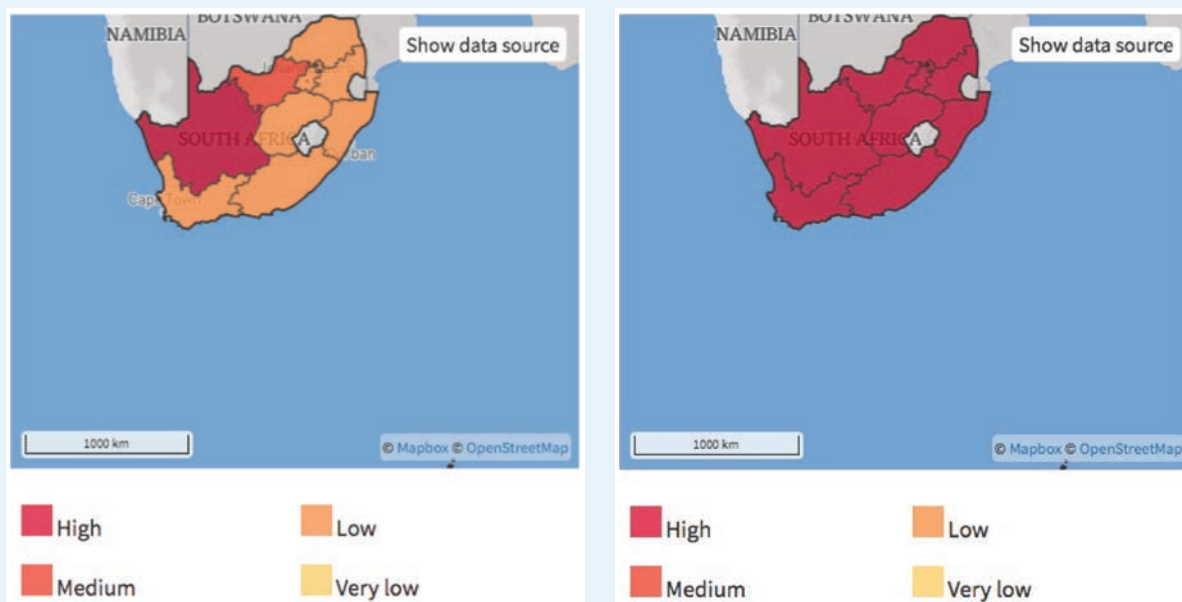 BOTSWANA
NAMIBIA
Show data source
SOUTH AFRICA
Cape Town
1000 km
© Mapbox © OpenStreetMap
High
Low
Medium
Very low
BOTSWANA
NAMIBIA
Show data source
SOUTH AFRICA
1000 km
© Mapbox © OpenStreetMap
High
Low
Medium
Very low